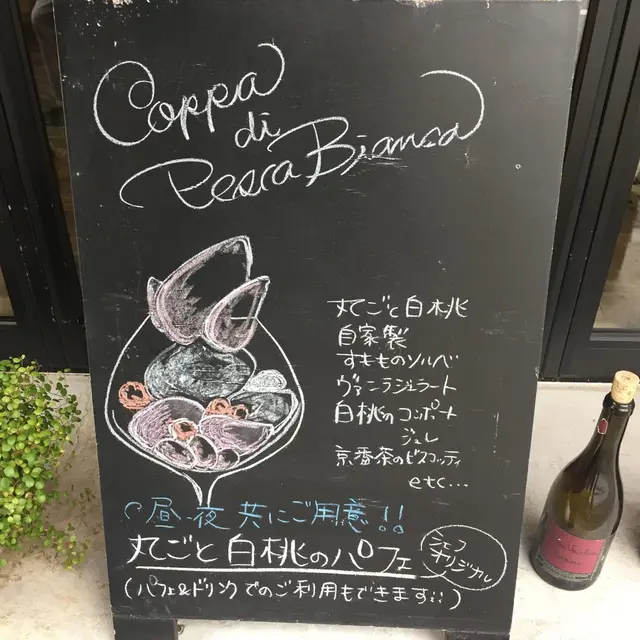 Coppa
di
Pesca Bianca
丸ごと白桃
自家製
すもものソルベ
ヴァニラジェラート
白桃のコンポート
ジュレ
京番茶のビスコッティ
etc...
昼・夜 共にご用意!!
丸ごと白桃のパフェ
シェフ
オリジナル
(パフェ&ドリンクでのご利用もできます!!)